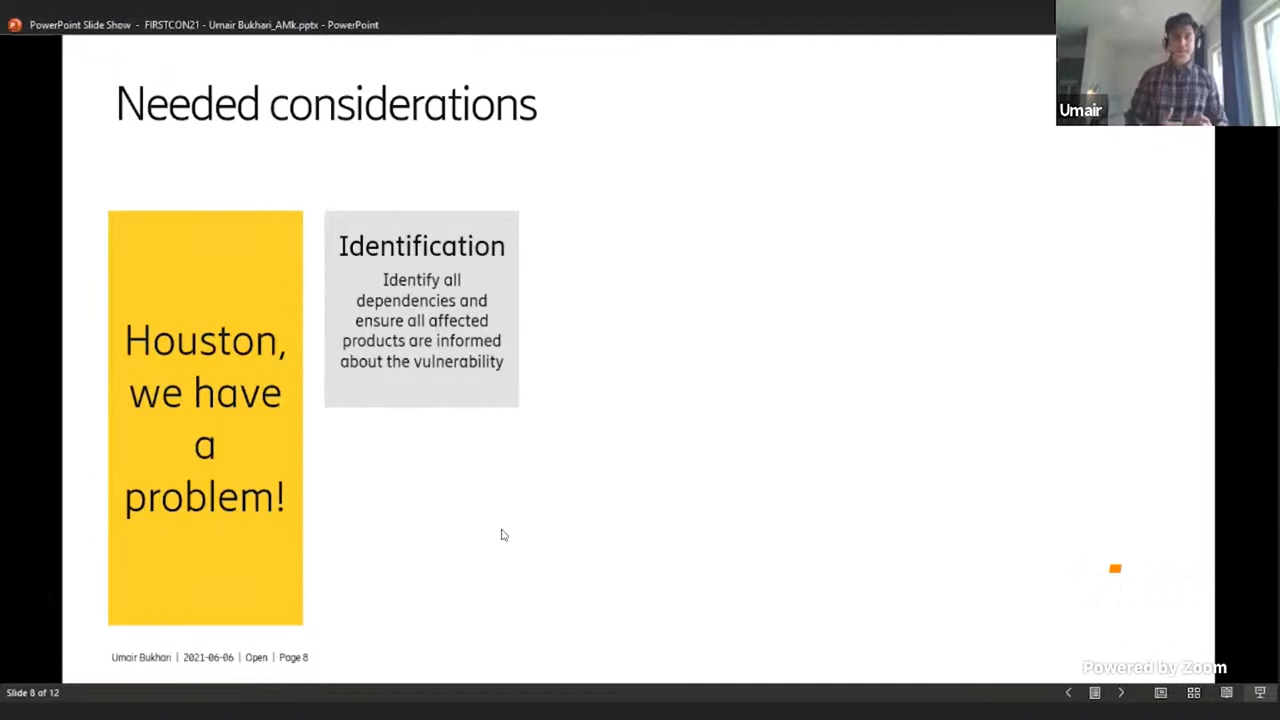 PowerPoint Slide Show - FIRSTCON21 - Umair Bukhari_AMk.pptx - PowerPoint
Umair
Needed considerations
Houston,
we have
a
problem!
Identification
Identify all
dependencies and
ensure all affected
products are informed
about the vulnerability
Umair Bukhari | 2021-06-06 | Open | Page 8
Powered by Zoom
Slide 8 of 12